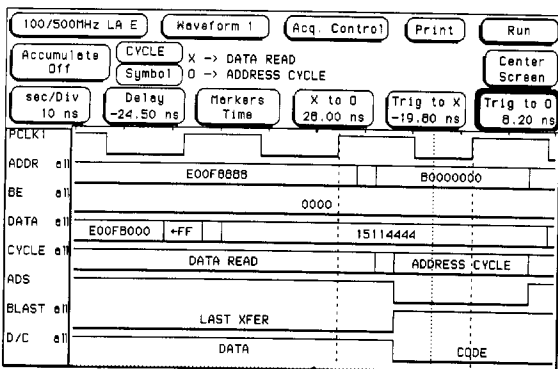 100/500MHz LA E Waveform 1 Acq. Control Print Run
Accumulate Off CYCLE X -> DATA READ Center Screen
Symbol O -> ADDRESS CYCLE
sec/Div 10 ns Delay -24.50 ns Markers Time X to O 28.00 ns Trig to X -19.80 ns Trig to O 8.20 ns
PCLK1
ADDR all E00F8888 B0000000
BE all 0000
DATA all E00FB000 ←FF 15114444
CYCLE all DATA READ ADDRESS CYCLE
ADS
BLAST all LAST XFER
D/C all DATA CODE